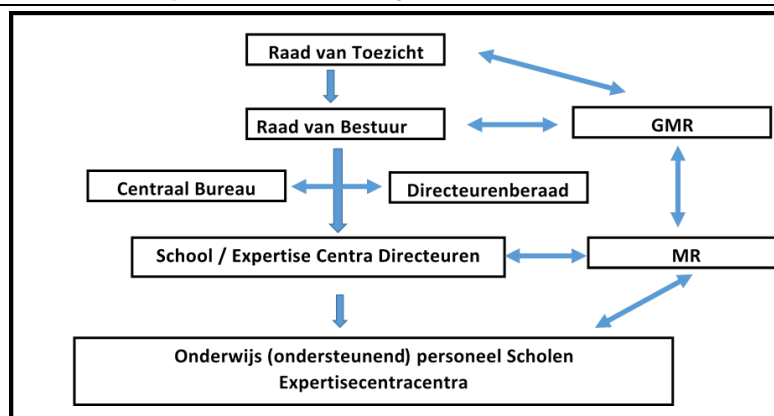 Raad van Toezicht
Raad van Bestuur
GMR
Centraal Bureau
Directeurenberaad
School / Expertise Centra Directeuren
MR
Onderwijs (ondersteunend) personeel Scholen
Expertisecentracentra